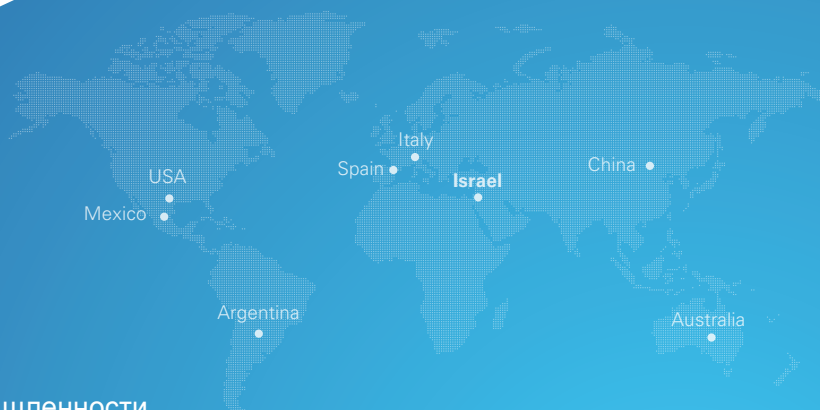 Italy
Spain
China
USA
Israel
Mexico
Argentina
Australia